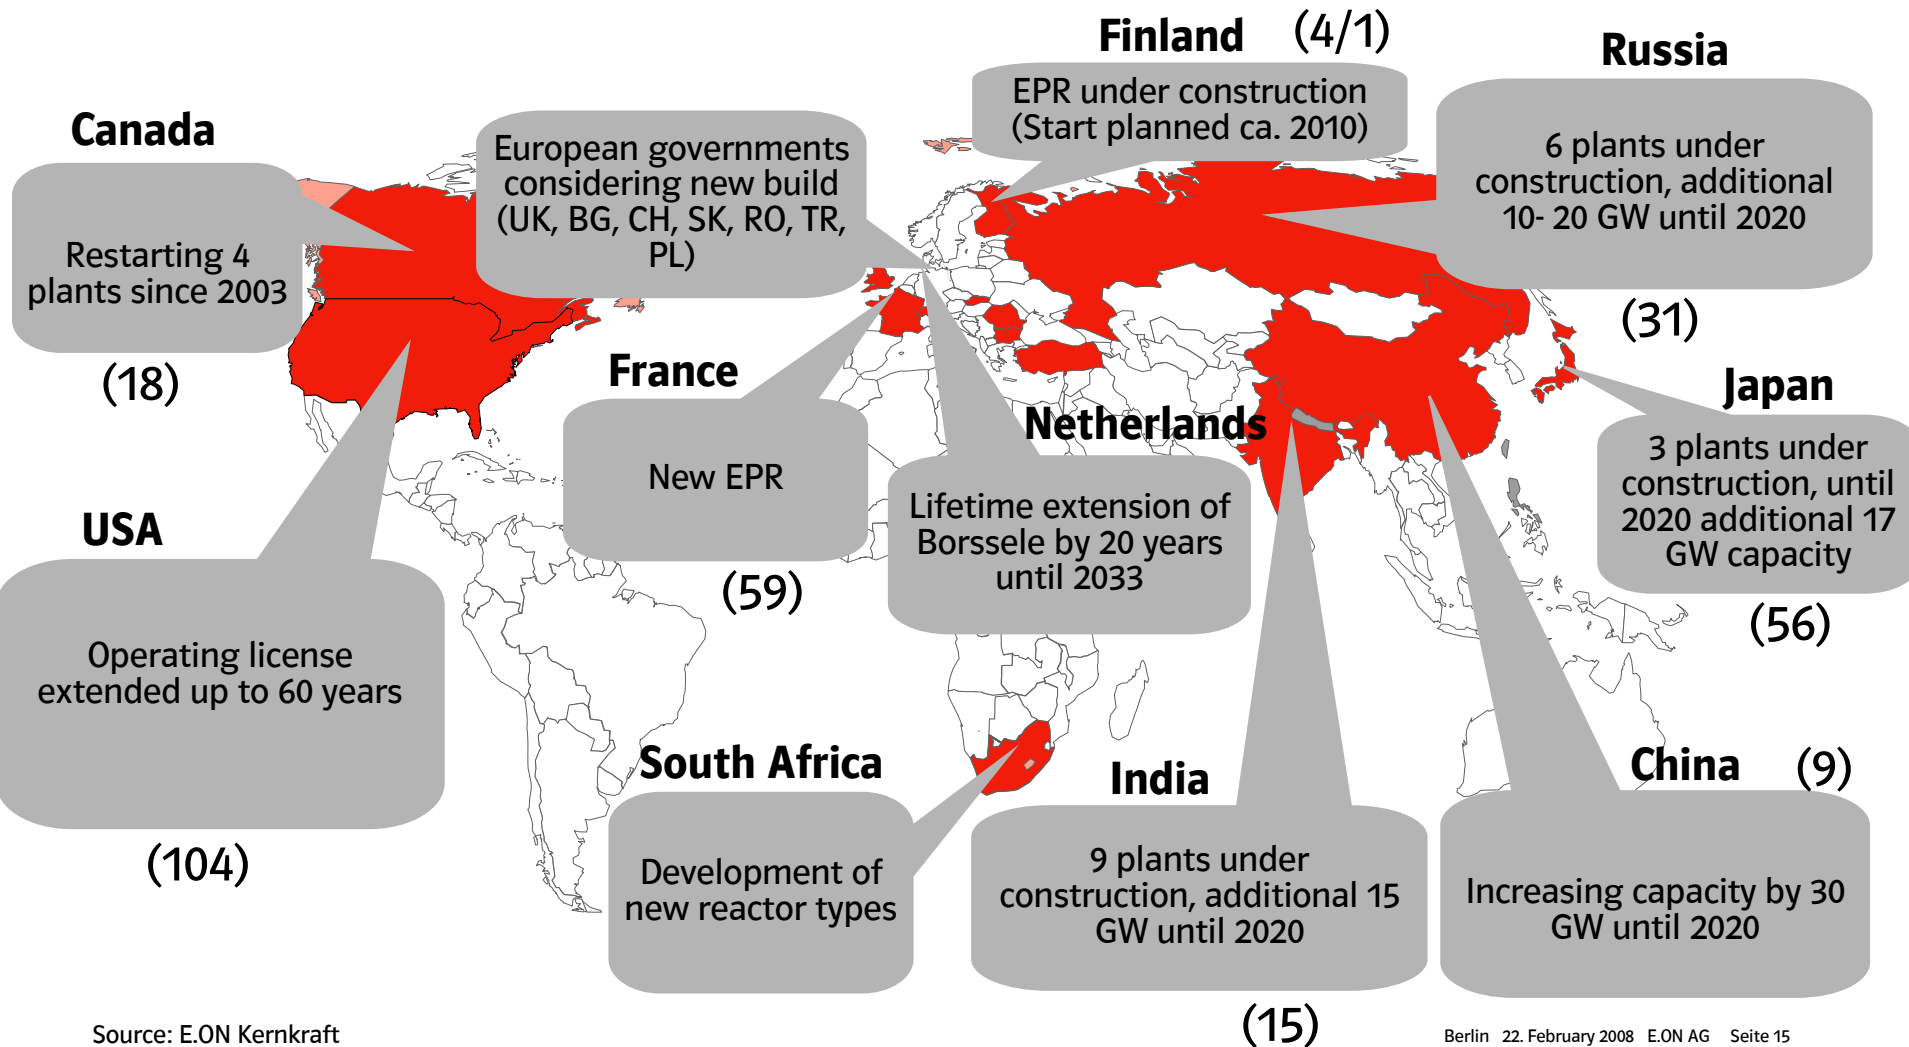 Finland (4/1)
EPR under construction
(Start planned ca. 2010)
Russia
6 plants under
construction, additional
10- 20 GW until 2020
(31)
Canada
Restarting 4
plants since 2003
(18)
European governments
considering new build
(UK, BG, CH, SK, RO, TR,
PL)
France
New EPR
(59)
Netherlands
Lifetime extension of
Borssele by 20 years
until 2033
Japan
3 plants under
construction, until
2020 additional 17
GW capacity
(56)
USA
Operating license
extended up to 60 years
(104)
South Africa
Development of
new reactor types
India
9 plants under
construction, additional 15
GW until 2020
(15)
China (9)
Increasing capacity by 30
GW until 2020
Source: E.ON Kernkraft
Berlin 22. February 2008 E.ON AG Seite 15